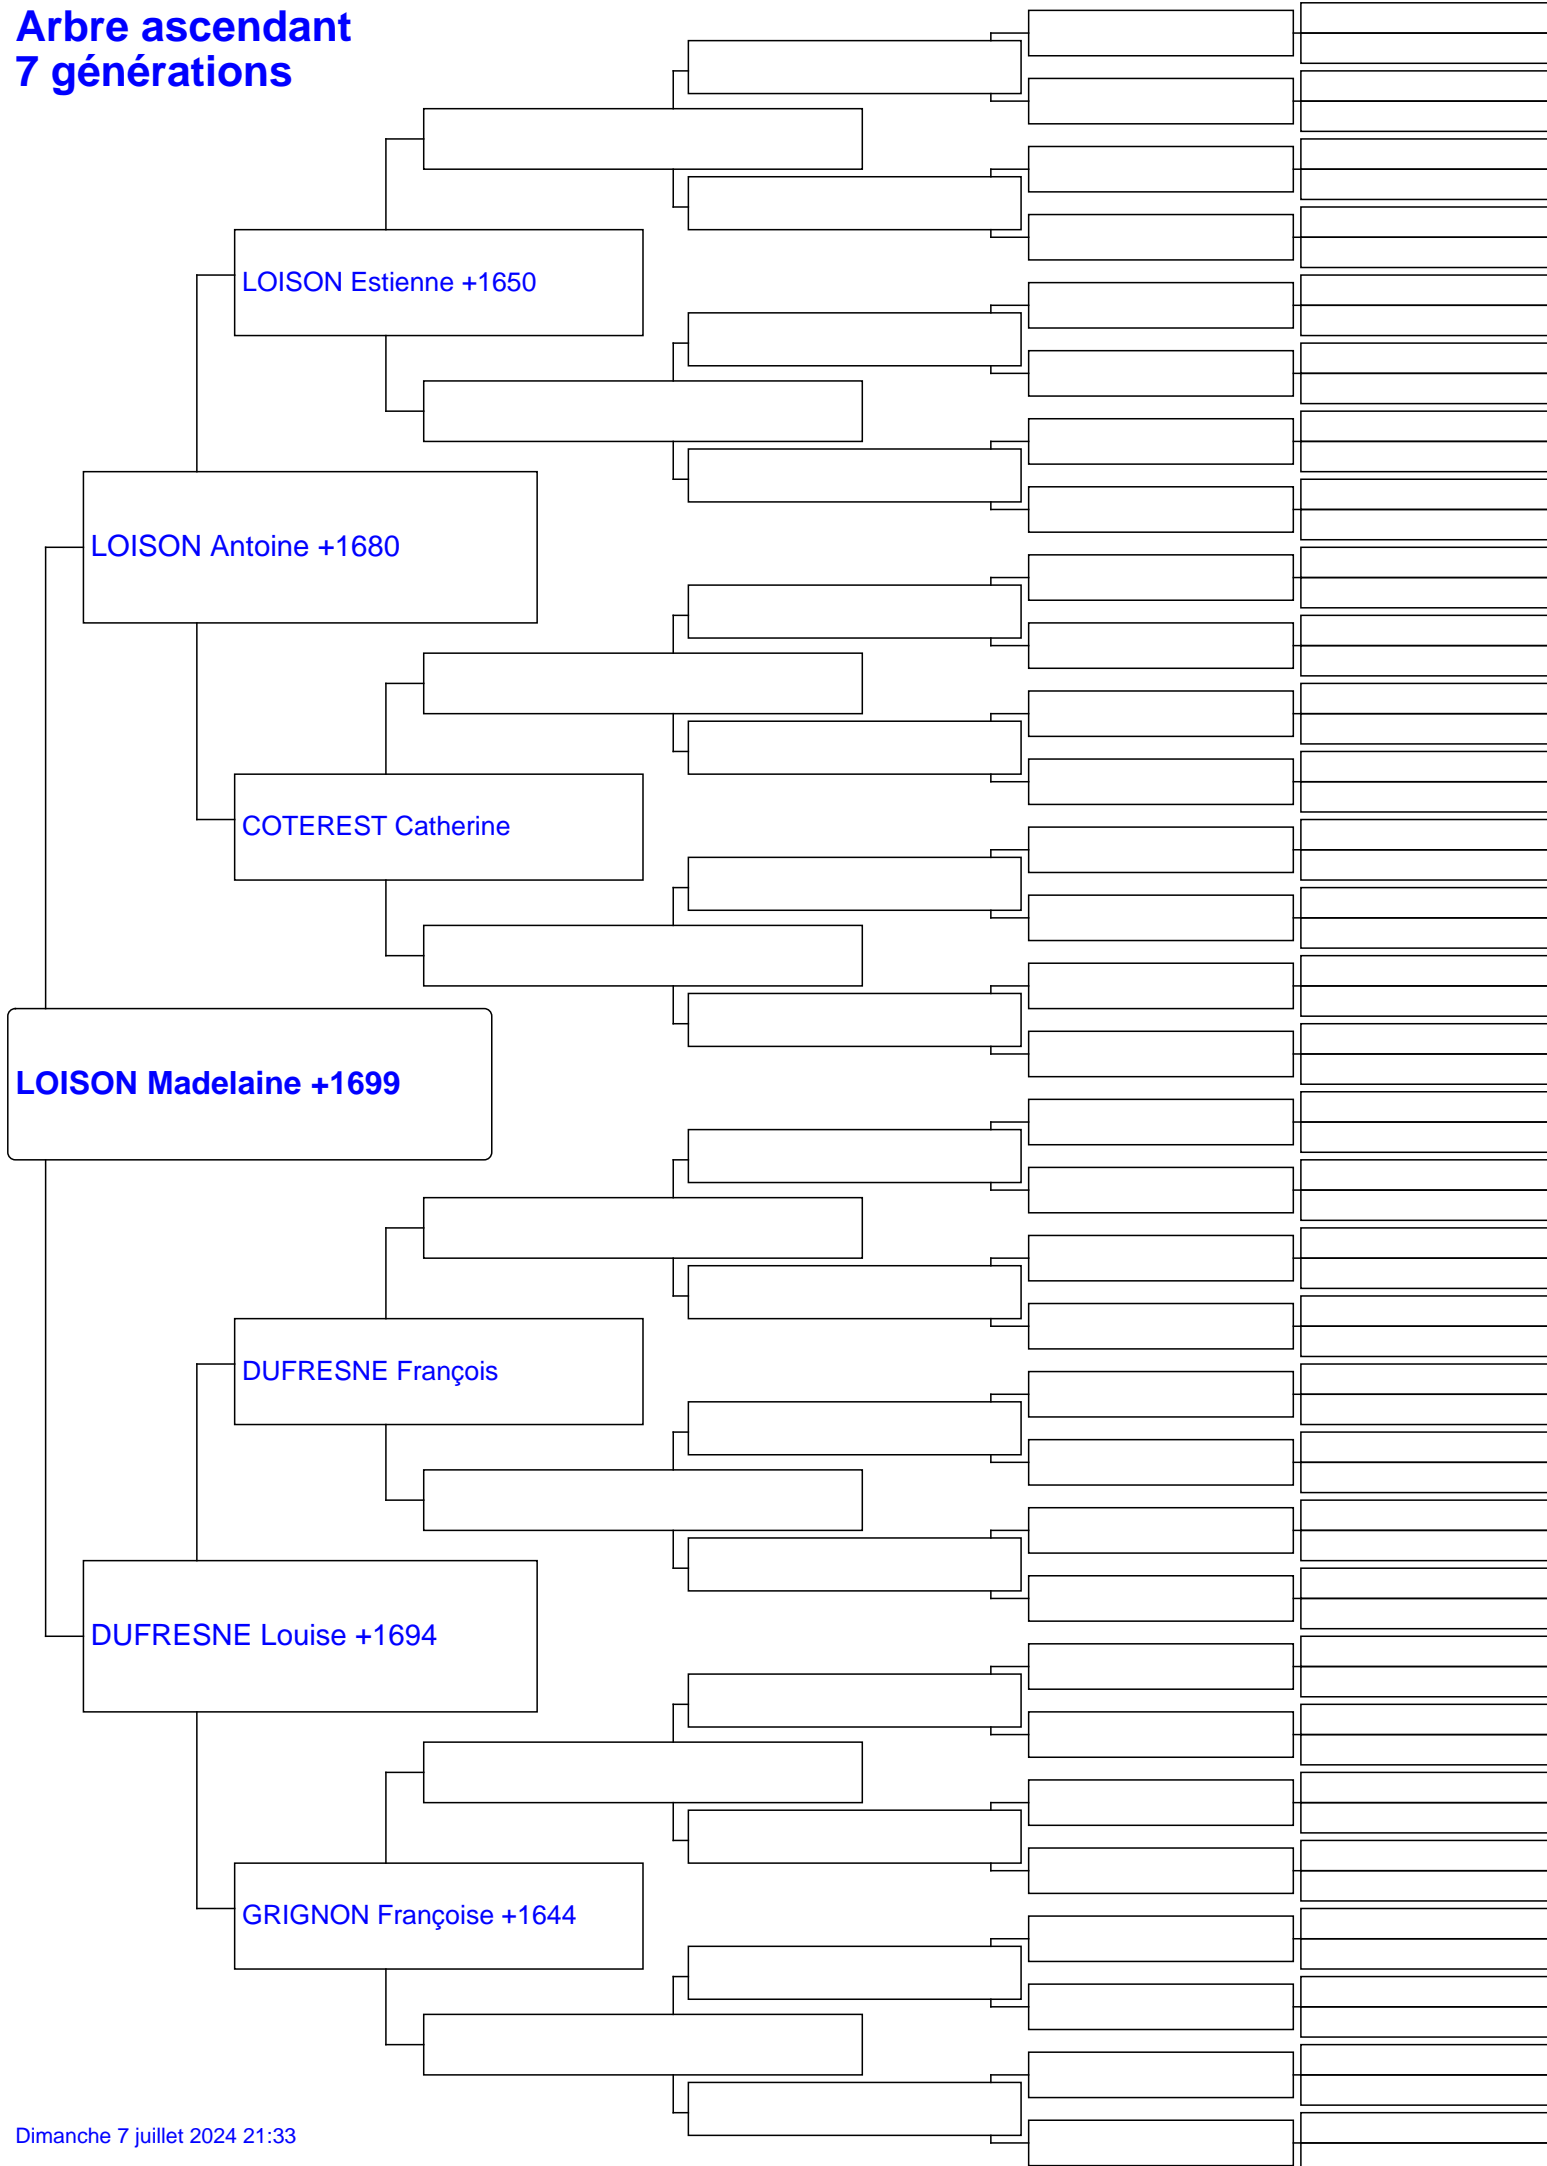 Arbre ascendant
7 générations
LOISON Estienne +1650
LOISON Antoine +1680
COTEREST Catherine
LOISON Madelaine +1699
DUFRESNE François
DUFRESNE Louise +1694
GRIGNON Françoise +1644
Dimanche 7 juillet 2024 21:33